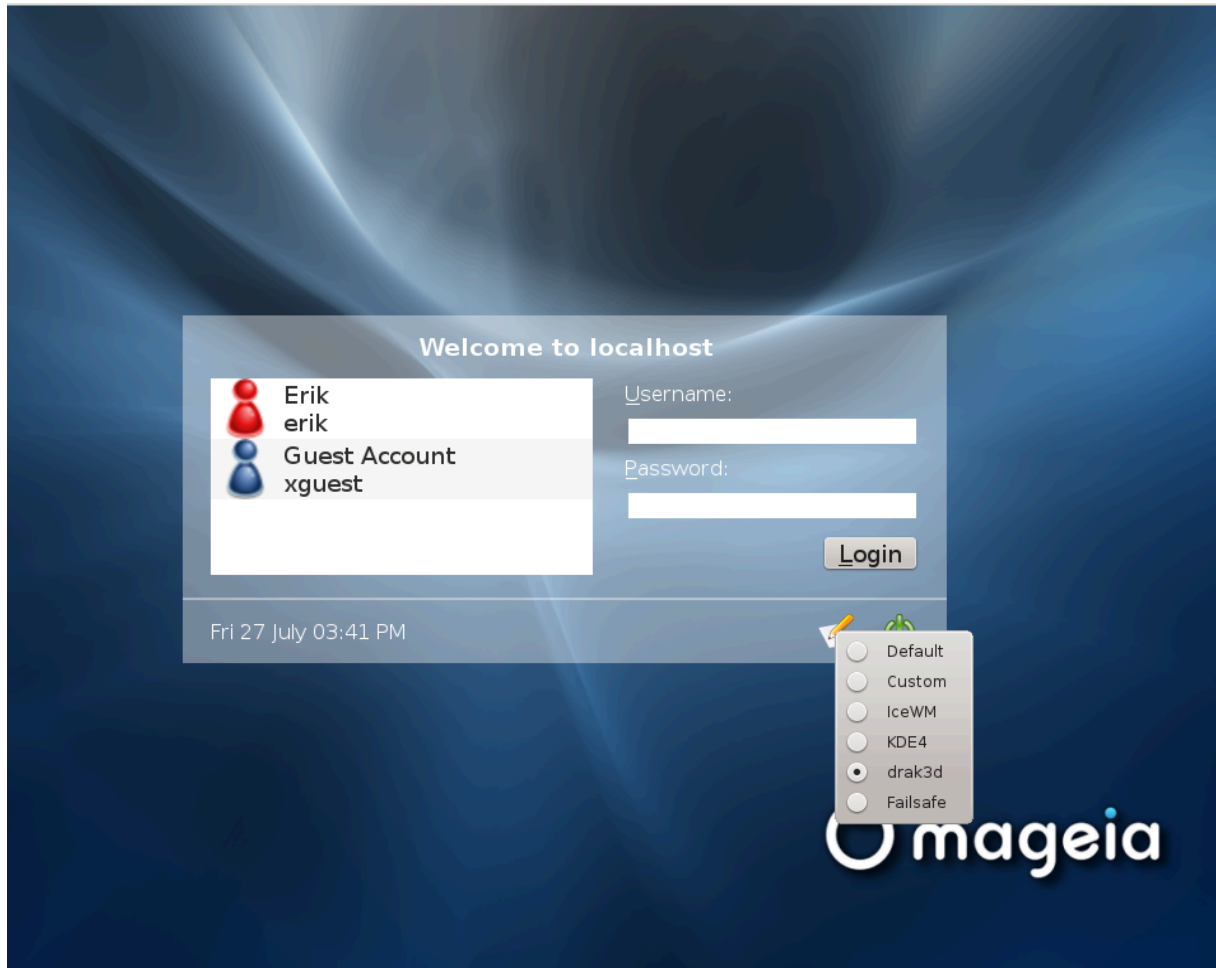 Welcome to localhost
Erik
erik
Guest Account
xguest
Username:
Password:
Login
Fri 27 July 03:41 PM
Default
Custom
IceWM
KDE4
drak3d
Failsafe
mageia